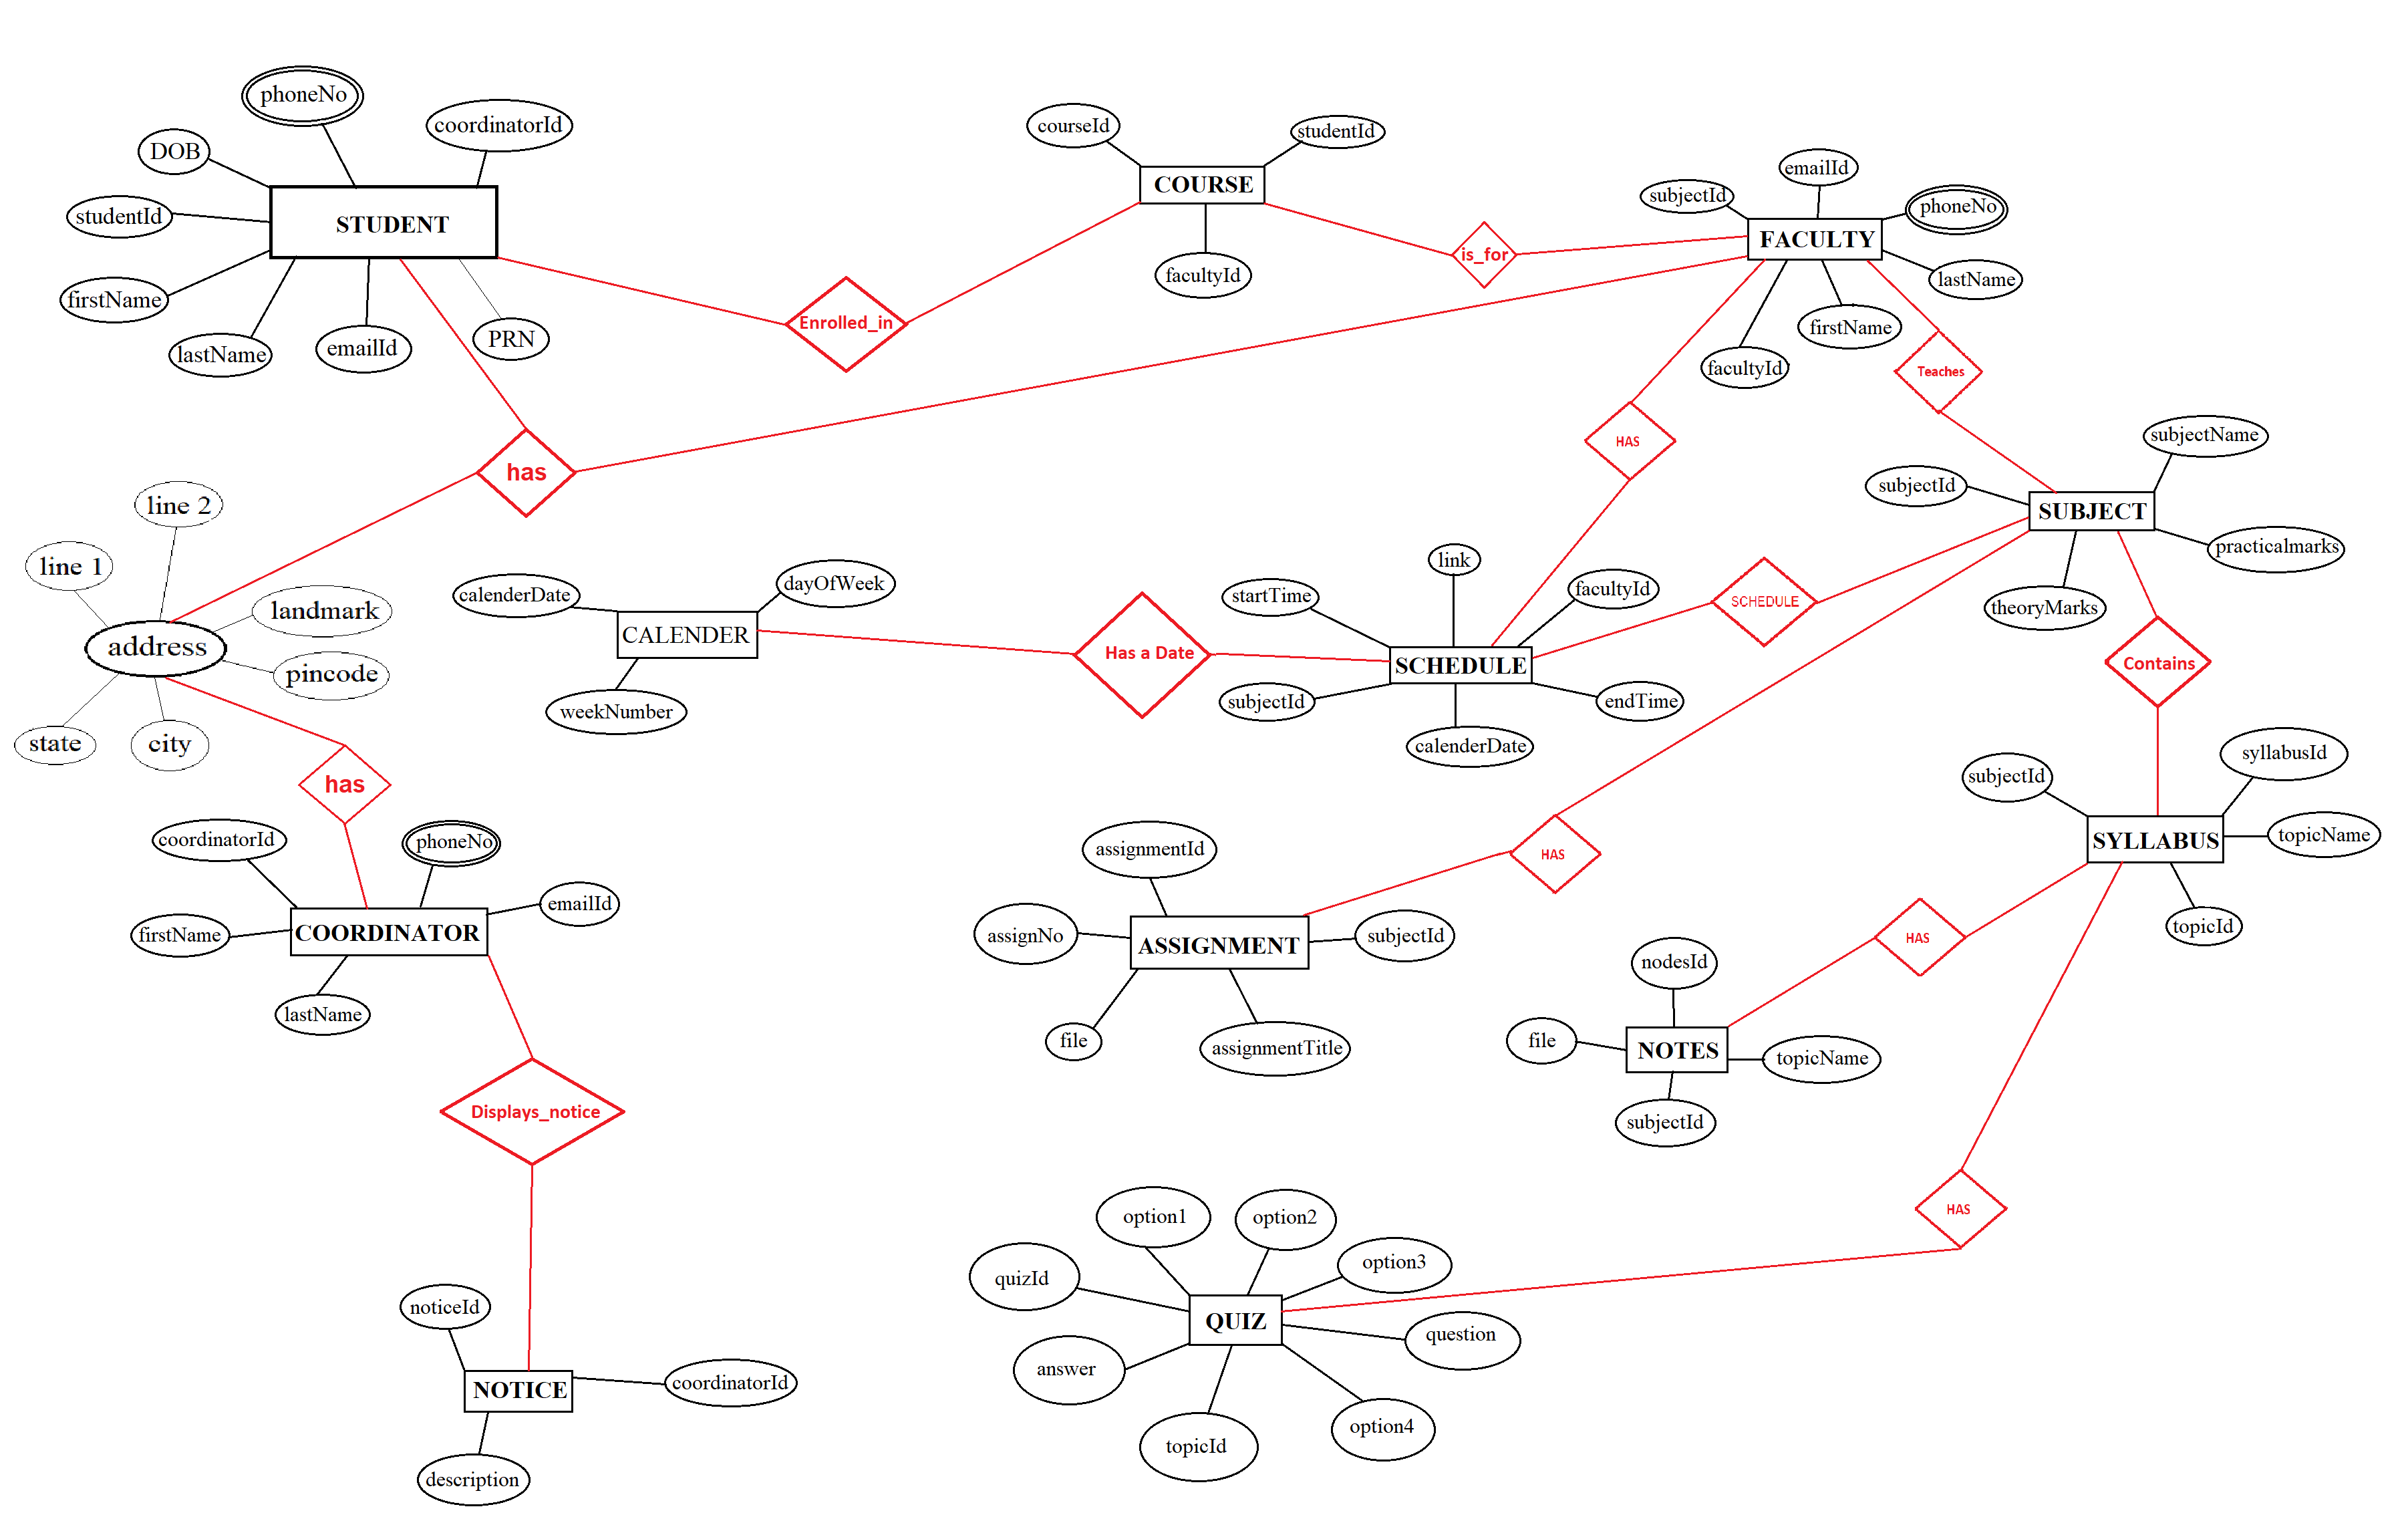 phoneNo
coordinatorId
DOB
studentId
STUDENT
firstName
lastName
emailId
PRN
courseId
studentId
COURSE
facultyId
Enrolled_in
is_for
emailId
subjectId
phoneNo
FACULTY
lastName
firstName
facultyId
Teaches
HAS
has
subjectName
subjectId
SUBJECT
practicalmarks
theoryMarks
line 2
line 1
landmark
address
pincode
state
city
calenderDate
dayOfWeek
CALENDER
weekNumber
Has a Date
link
startTime
facultyId
SCHEDULE
subjectId
endTime
calenderDate
SCHEDULE
Contains
has
coordinatorId
phoneNo
emailId
firstName
COORDINATOR
lastName
syllabusId
subjectId
topicName
SYLLABUS
topicId
assignmentId
HAS
assignNo
subjectId
ASSIGNMENT
file
assignmentTitle
HAS
nodesId
file
NOTES
topicName
subjectId
Displays_notice
HAS
option1
option2
quizId
option3
QUIZ
question
answer
option4
topicId
noticeId
NOTICE
coordinatorId
description